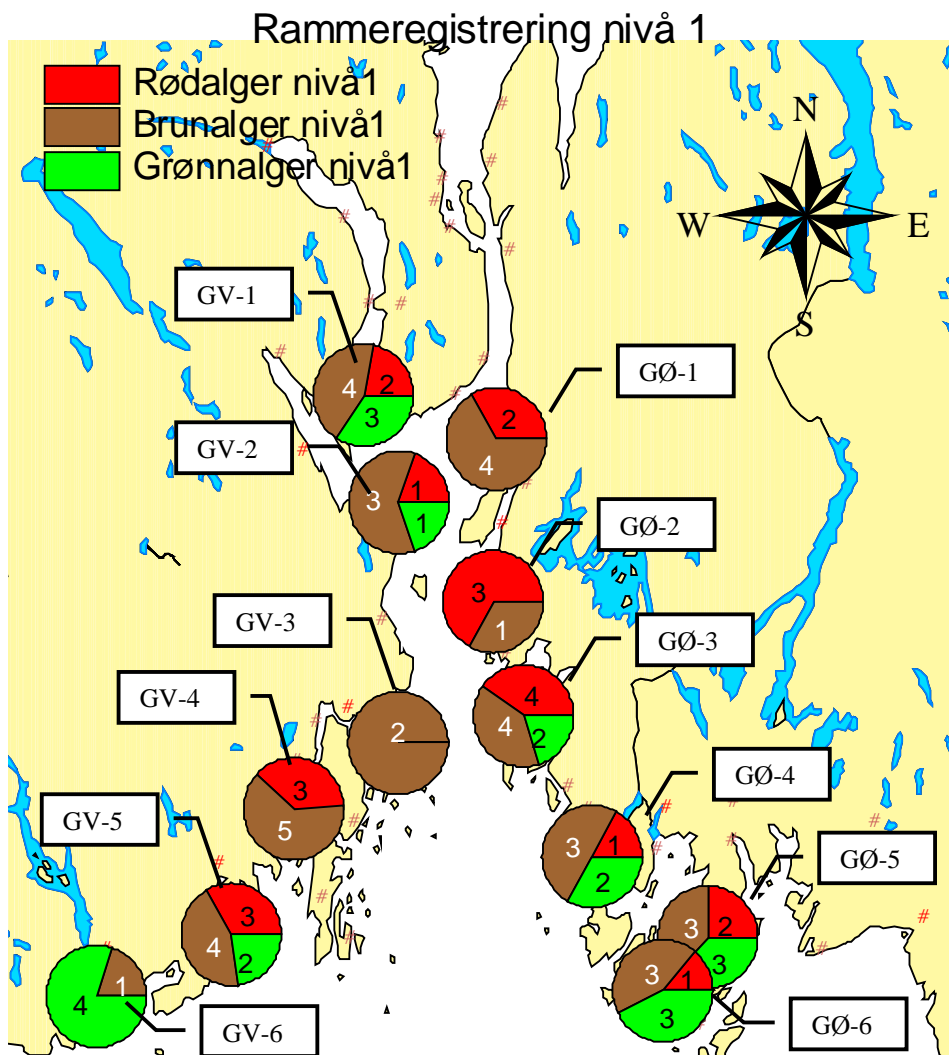 Rammeregistrering nivå 1
Rødalger nivå1
Brunalger nivå1
Grønnalger nivå1
N
W
E
S
GV-1
4
2
3
GØ-1
2
4
GV-2
3
1
1
GØ-2
3
1
GV-3
2
GØ-3
4
4
2
GV-4
3
5
GØ-4
3
1
2
GV-5
3
4
2
GØ-5
3
2
3
GV-6
4
1
GØ-6
3
1
3